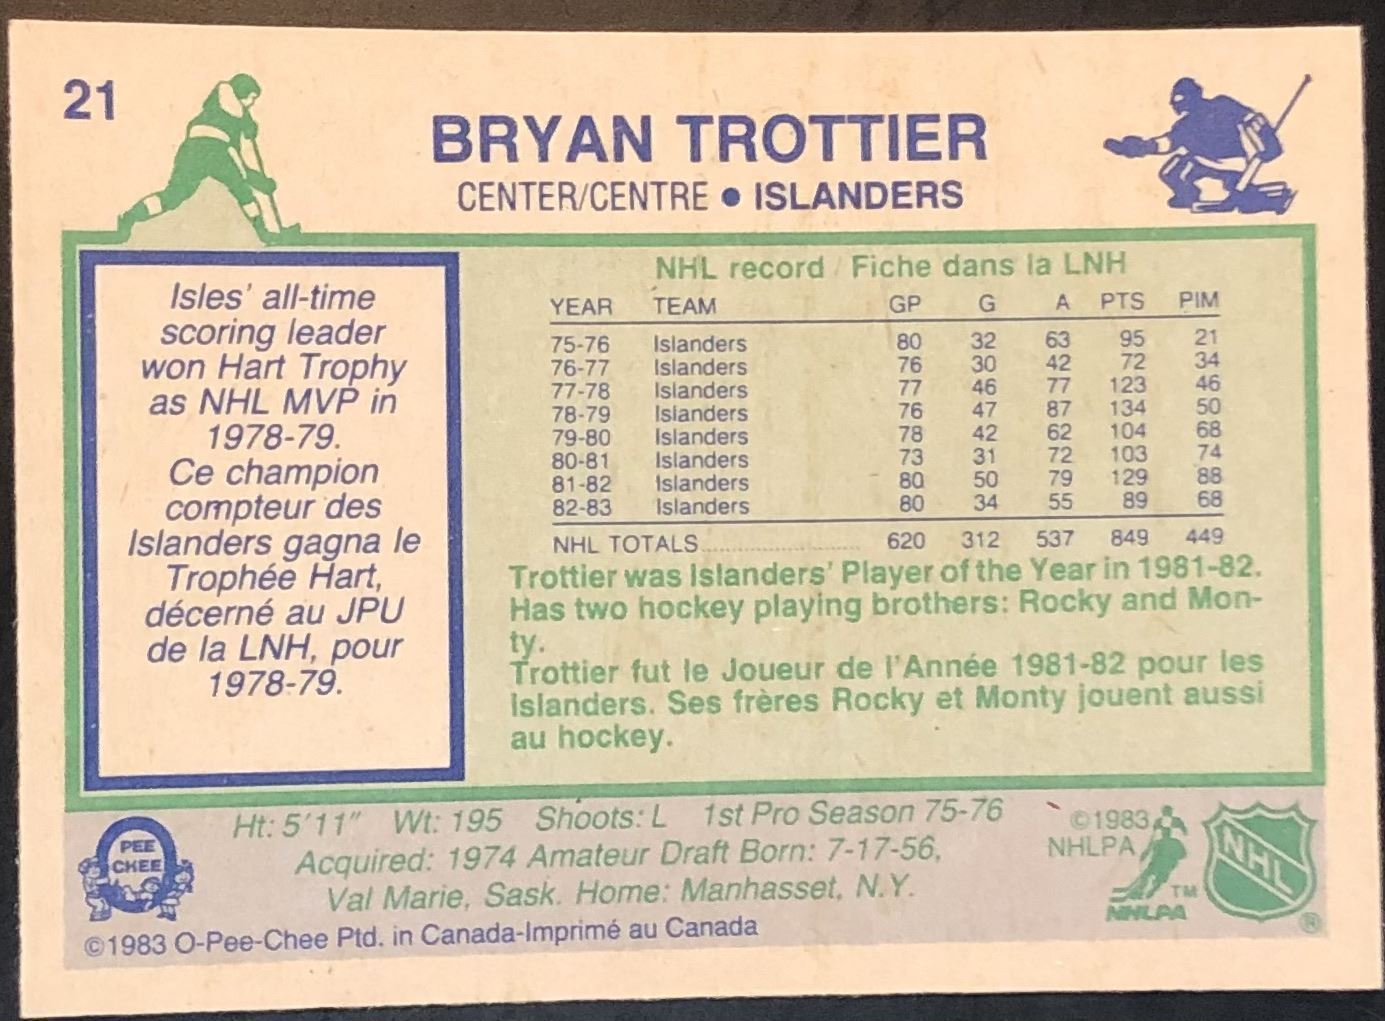 21
BRYAN TROTTIER
CENTER/CENTRE • ISLANDERS
Isles' all-time
scoring leader
won Hart Trophy
as NHL MVP in
1978-79.
Ce champion
compteur des
Islanders gagna le
Trophée Hart,
décerné au JPU
de la LNH, pour
1978-79.
NHL record / Fiche dans la LNH
YEAR TEAM GP G A PTS PIM
75-76 Islanders 80 32 63 95 21
76-77 Islanders 76 30 42 72 34
77-78 Islanders 77 46 77 123 46
78-79 Islanders 76 47 87 134 50
79-80 Islanders 78 42 62 104 68
80-81 Islanders 73 31 72 103 74
81-82 Islanders 80 50 79 129 88
82-83 Islanders 80 34 55 89 68
NHL TOTALS........................ 620 312 537 849 449
Trottier was Islanders' Player of the Year in 1981-82.
Has two hockey playing brothers: Rocky and Mon-
ty.
Trottier fut le Joueur de l'Année 1981-82 pour les
Islanders. Ses frères Rocky et Monty jouent aussi
au hockey.
PEE
CHEE
Ht: 5'11" Wt: 195 Shoots: L 1st Pro Season 75-76
Acquired: 1974 Amateur Draft Born: 7-17-56,
Val Marie, Sask. Home: Manhasset, N.Y.
©1983 O-Pee-Chee Ptd. in Canada-Imprimé au Canada
©1983
NHLPA
TM
NHLPA
NHL
®